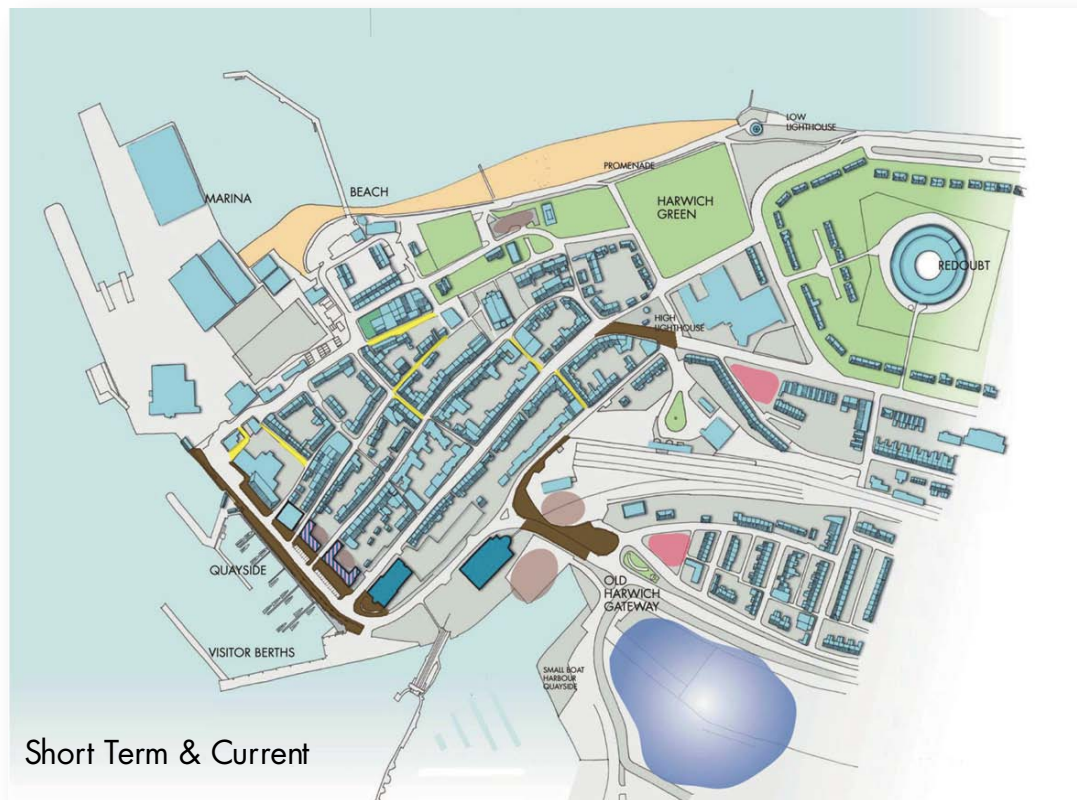 LOW
LIGHTHOUSE
PROMENADE
BEACH
MARINA
HARWICH
GREEN
REDOUBT
HIGH
LIGHTHOUSE
QUAYSIDE
OLD
HARWICH
GATEWAY
VISITOR BERTHS
SMALL BOAT
HARBOUR
QUAYSIDE
Short Term & Current